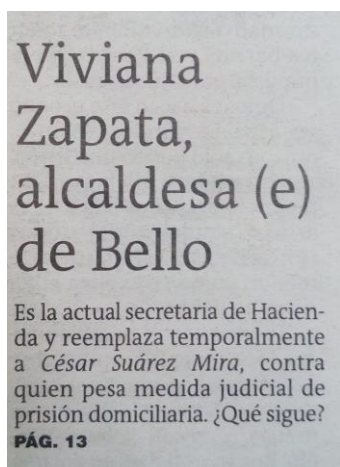 Viviana
Zapata,
alcaldesa (e)
de Bello
Es la actual secretaria de Hacien-
da y reemplaza temporalmente
a César Suárez Mira, contra
quien pesa medida judicial de
prisión domiciliaria. ¿Qué sigue?
PÁG. 13